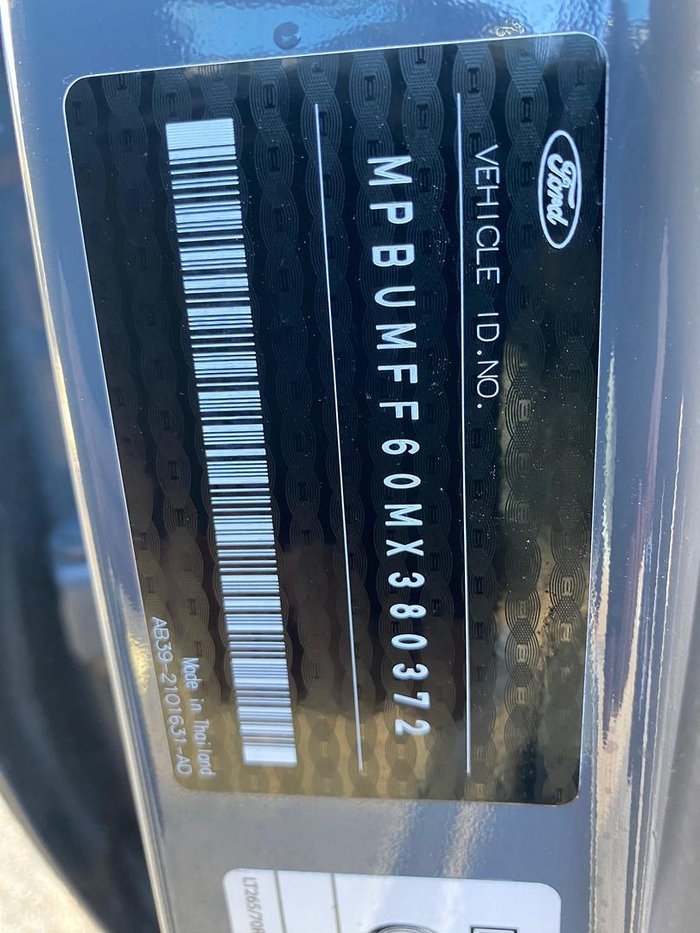 Ford
VEHICLE ID.NO.
MPBUMFF60MX380372
Made in Thailand
AB39-2101631-AD